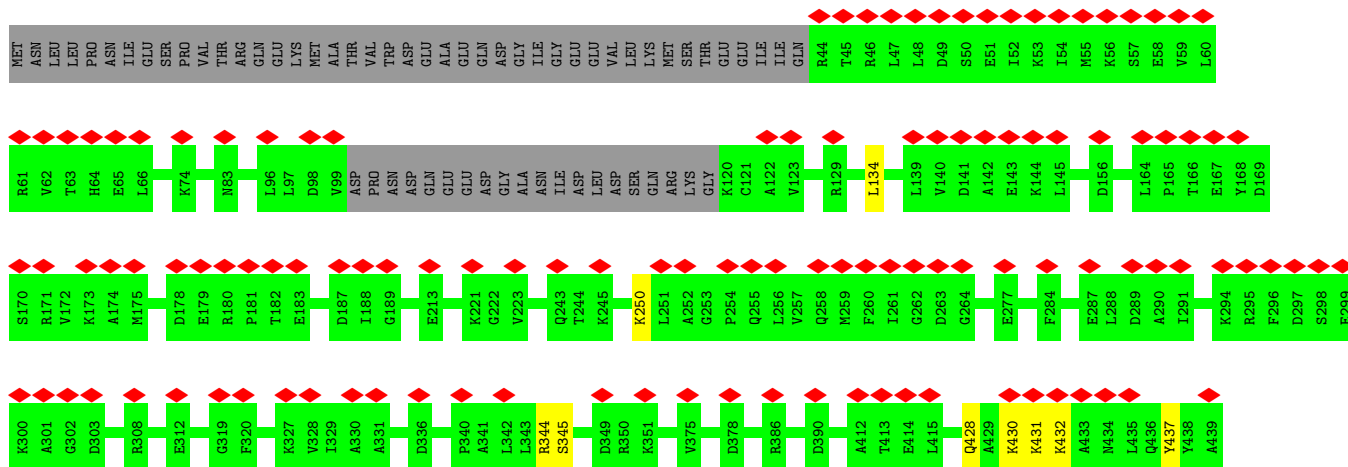 MET ASN LEU LEU PRO ASN ILE GLU SER PRO VAL THR ARG GLN GLU LYS MET ALA THR VAL TRP ASP GLU ALA GLU GLN ASP GLY ILE GLY GLU GLU VAL LEU LYS MET SER THR GLU GLU ILE ILE GLN R44 T45 R46 L47 L48 D49 S50 E51 I52 K53 I54 M55 K56 S57 E58 V59 L60
R61 V62 T63 H64 E65 L66 K74 N83 L96 L97 D98 V99 ASP PRO ASN ASP GLN GLU GLU ASP GLY ALA ASN ILE ASP LEU ASP SER GLN ARG LYS GLY K120 C121 A122 V123 R129 L134 L139 V140 D141 A142 E143 K144 L145 D156 L164 P165 T166 E167 Y168 D169
S170 R171 V172 K173 A174 M175 D178 E179 R180 P181 T182 E183 D187 I188 G189 E213 K221 G222 V223 Q243 T244 K245 K250 L251 A252 G253 P254 Q255 L256 V257 Q258 M259 F260 I261 G262 D263 G264 E277 F284 E287 L288 D289 A290 I291 K294 R295 F296 D297 S298 E299
K300 A301 G302 D303 R308 E312 G319 F320 K327 V328 I329 A330 A331 D336 P340 A341 L342 L343 R344 S345 D349 R350 K351 V375 D378 R386 D390 A412 T413 E414 L415 Q428 A429 K430 K431 K432 A433 N434 L435 Q436 Y437 Y438 A439